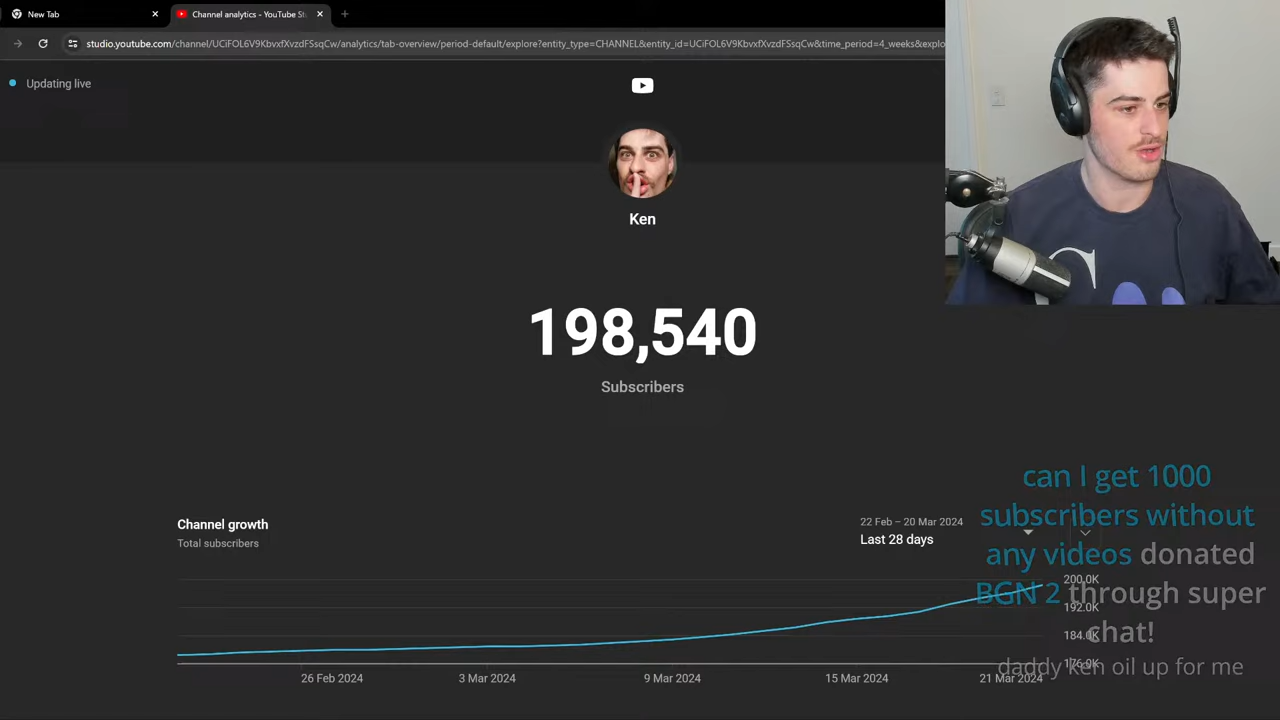 New Tab
Channel analytics - YouTube St
studio.youtube.com/channel/UCiFOL6V9KbvxfXvzdFSsqCw/analytics/tab-overview/period-default/explore?entity_type=CHANNEL&entity_id=UCiFOL6V9KbvxfXvzdFSsqCw&time_period=4_weeks&explo
Updating live
Ken
198,540
Subscribers
can I get 1000
subscribers without
any videos donated
BGN 2 through super
chat!
daddy ken oil up for me
Channel growth
Total subscribers
22 Feb – 20 Mar 2024
Last 28 days
200.0K
192.0K
184.0K
176.0K
26 Feb 2024
3 Mar 2024
9 Mar 2024
15 Mar 2024
21 Mar 2024